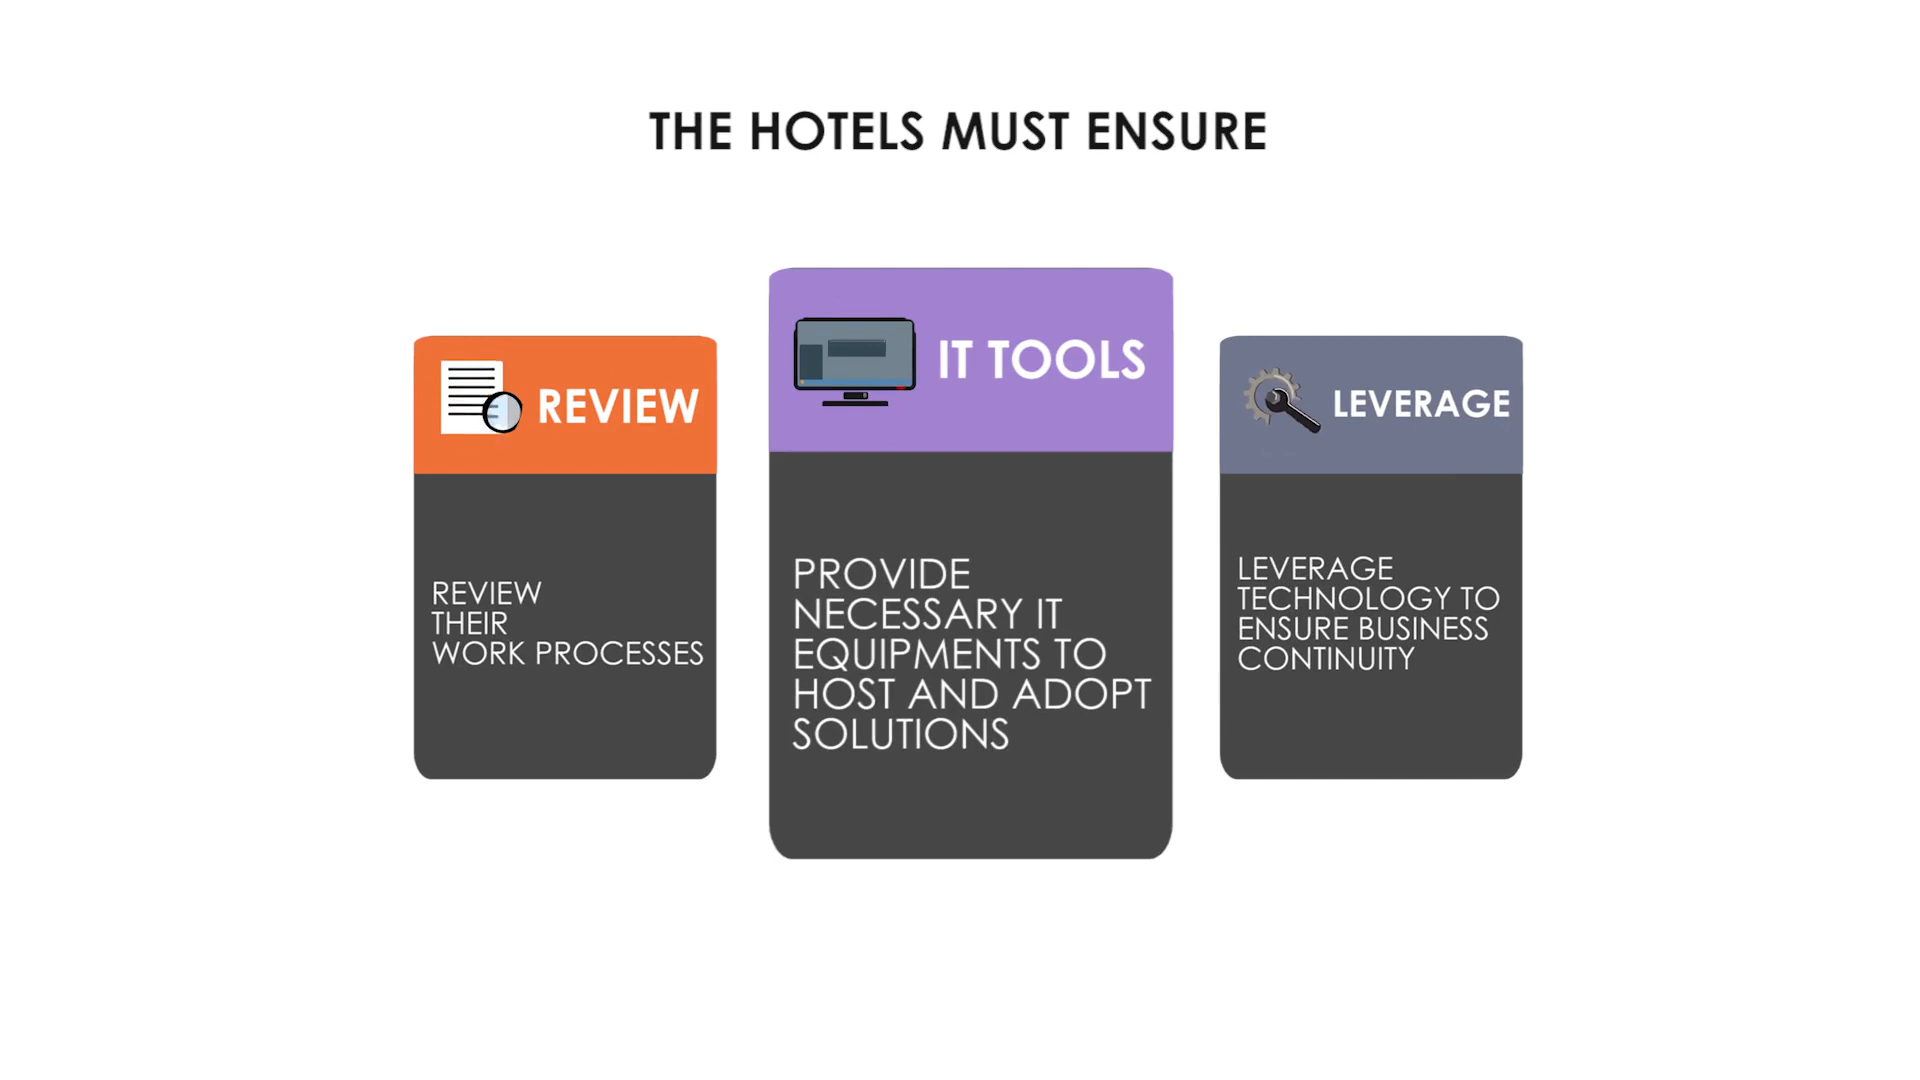 THE HOTELS MUST ENSURE
REVIEW
REVIEW
THEIR
WORK PROCESSES
IT TOOLS
PROVIDE
NECESSARY IT
EQUIPMENTS TO
HOST AND ADOPT
SOLUTIONS
LEVERAGE
LEVERAGE
TECHNOLOGY TO
ENSURE BUSINESS
CONTINUITY